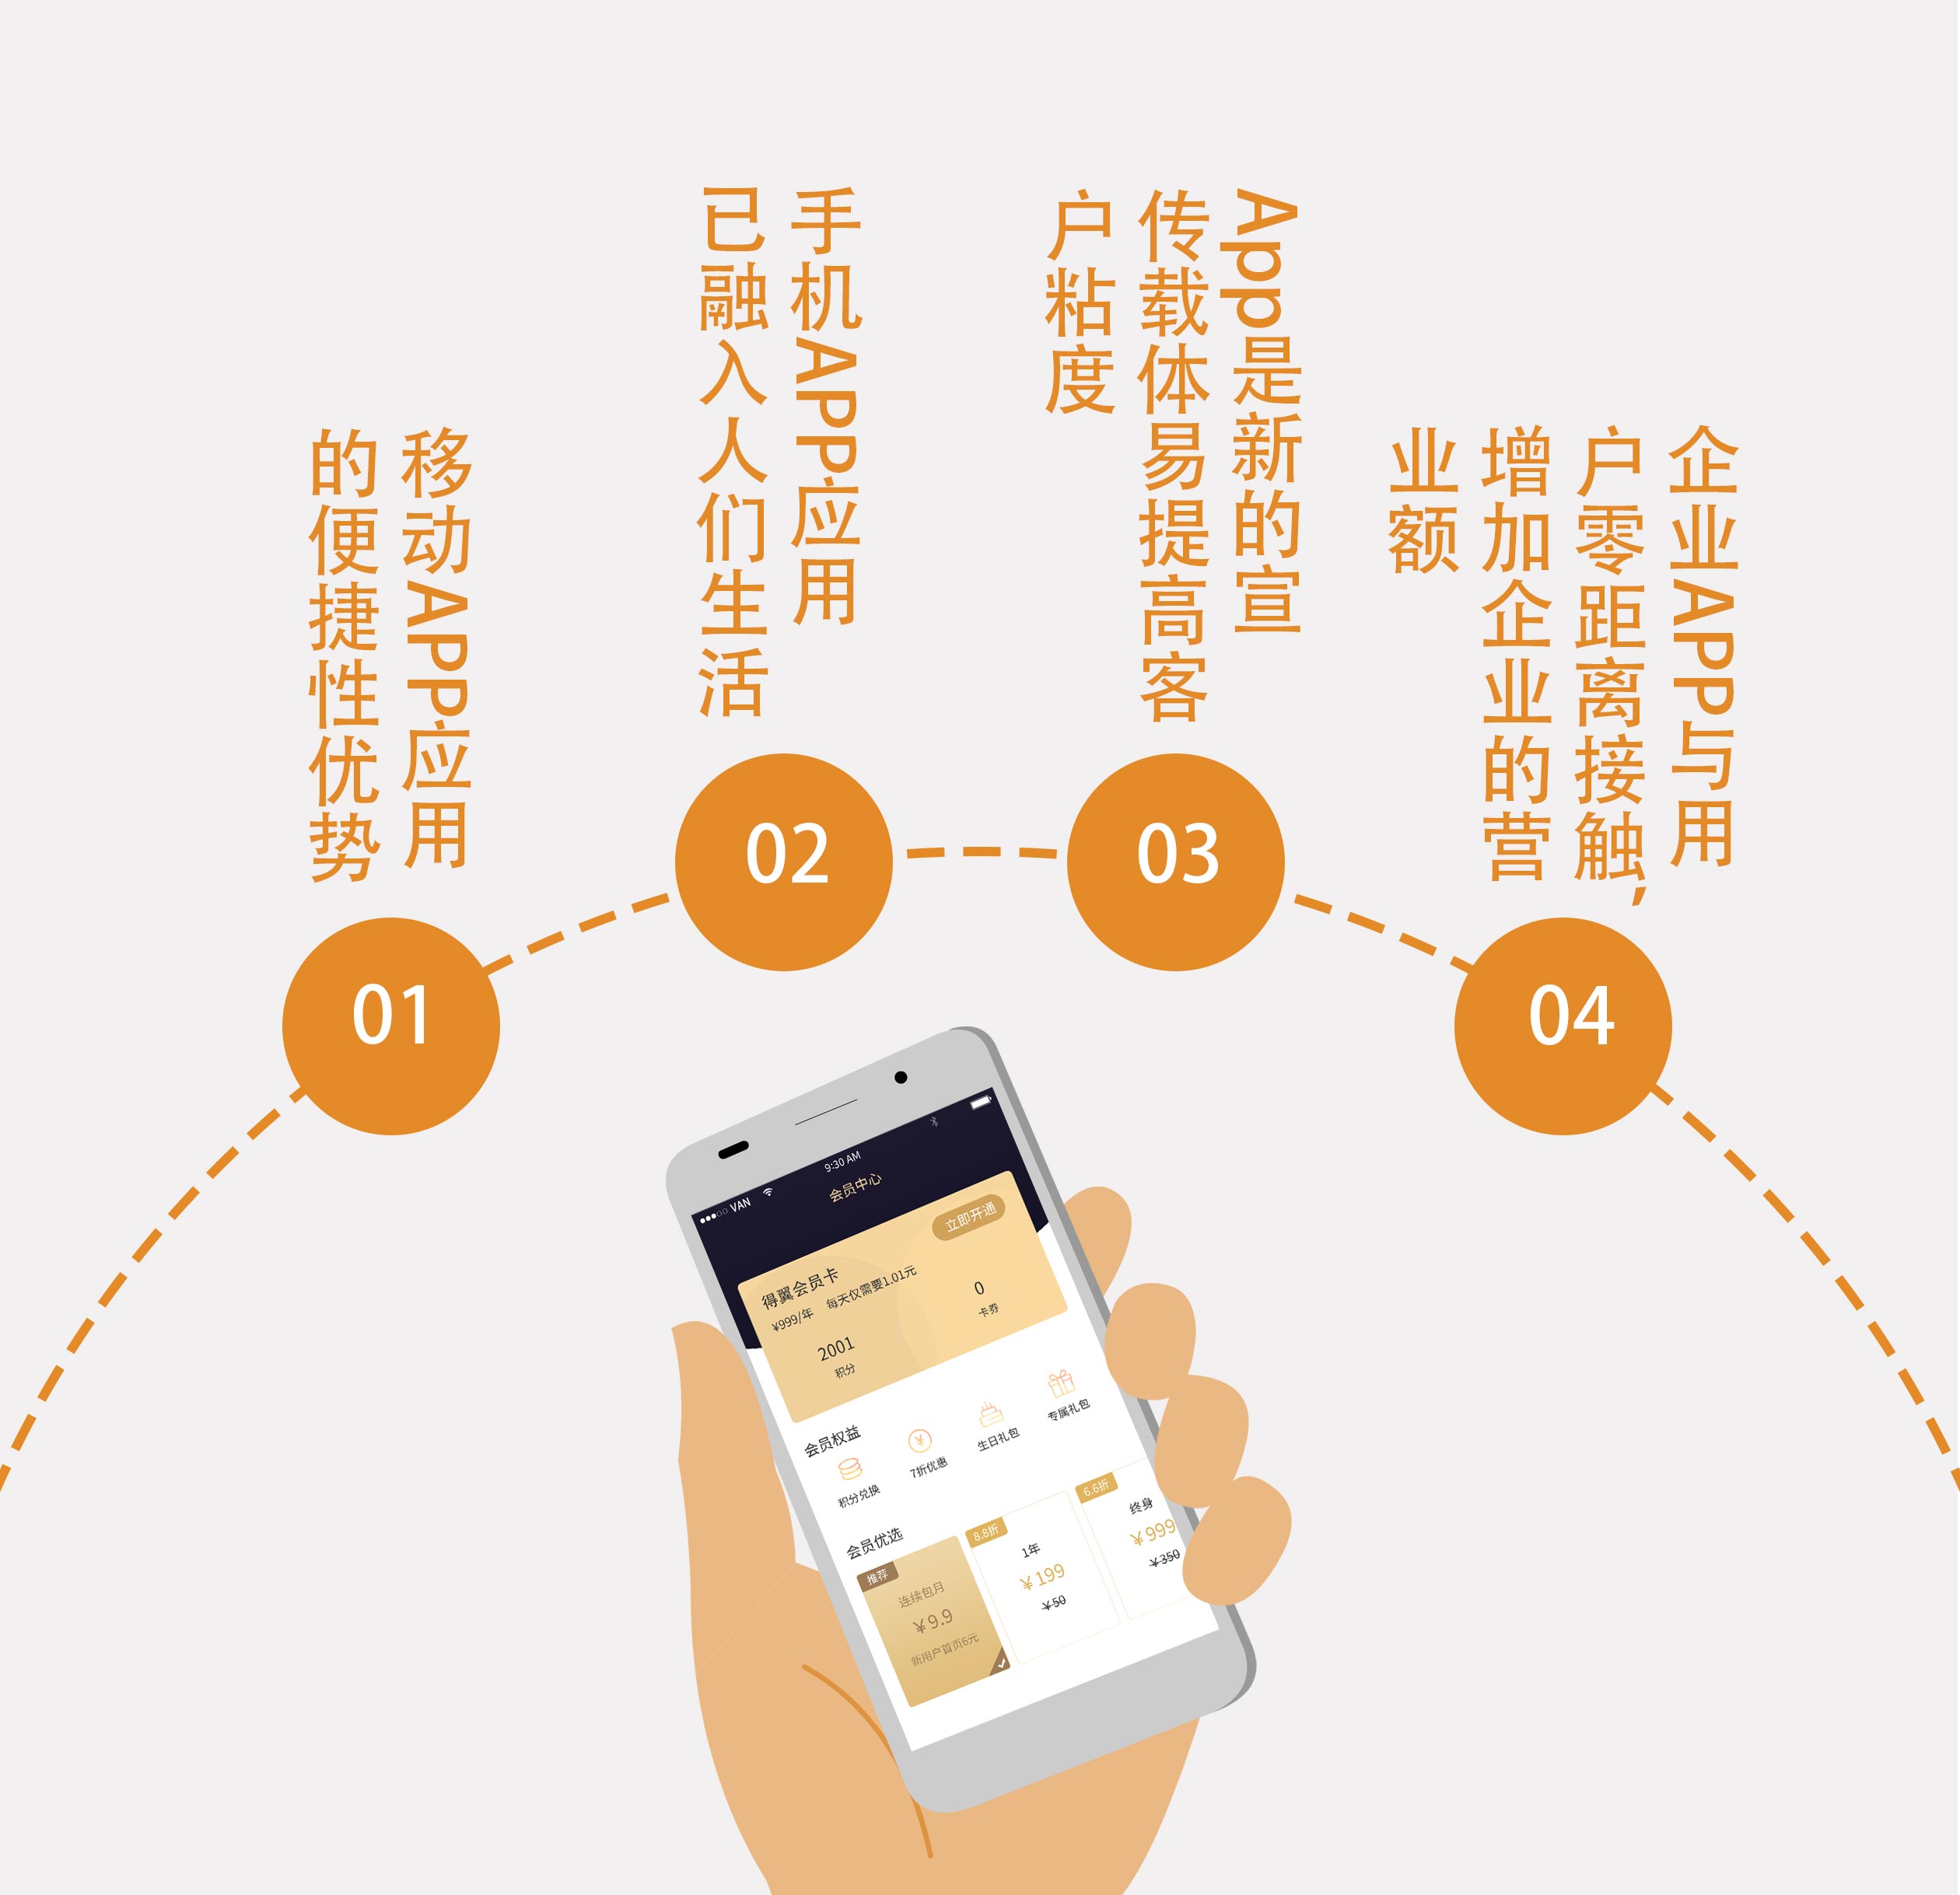 移动APP应用
的便捷性优势
01
手机APP应用
已融入人们生活
02
App是新的宣
传载体易提高客
户粘度
03
企业APP与用
户零距离接触，
增加企业的营
业额
04
VAN
9:30 AM
会员中心
得翼会员卡
立即开通
¥999/年 每天仅需要1.01元
2001
积分
0
卡券
会员权益
积分兑换
7折优惠
生日礼包
专属礼包
会员优选
推荐
连续包月
￥9.9
新用户首页6元
8.8折
1年
￥199
￥50
6.6折
终身
￥999
￥350